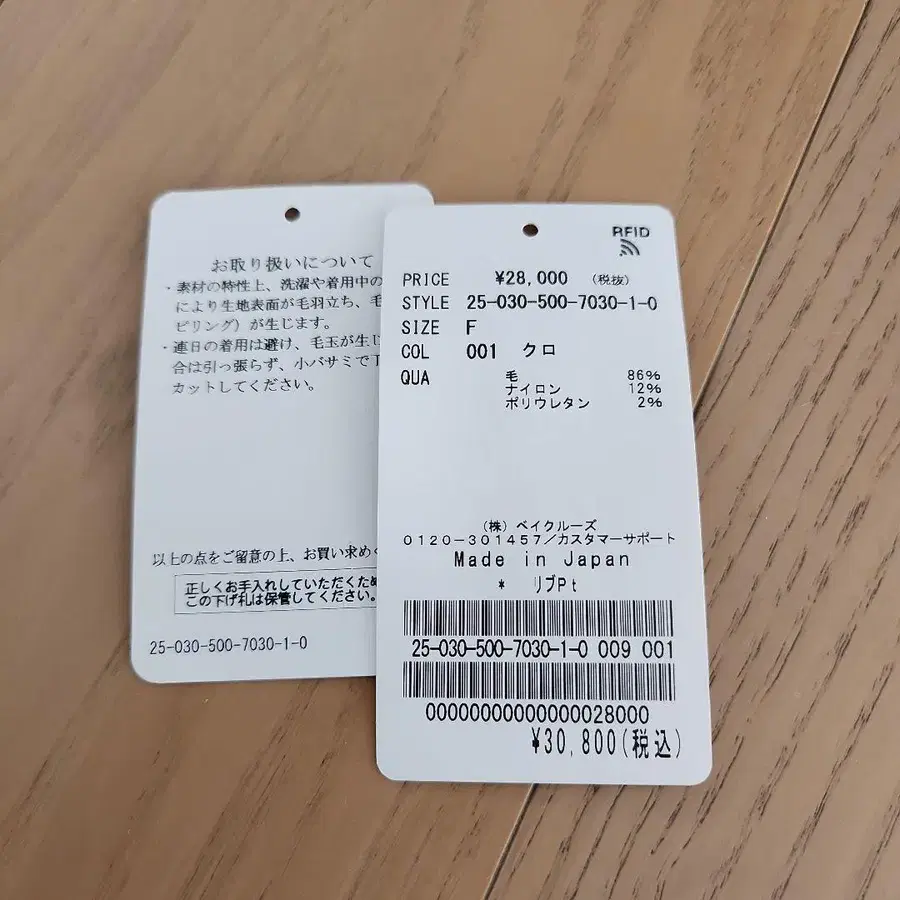 お取り扱いについて
・素材の特性上、洗濯や着用中の
により生地表面が毛羽立ち、毛
ピリング）が生じます。
・連日の着用は避け、毛玉が生じ
合は引っ張らず、小バサミで
カットしてください。
以上の点をご留意の上、お買い求め
正しくお手入れしていただくため
この下げ札は保管してください。
25-030-500-7030-1-0
RFID
PRICE ¥28,000 (税抜)
STYLE 25-030-500-7030-1-0
SIZE F
COL 001 クロ
QUA 毛 86%
ナイロン 12%
ポリウレタン 2%
(株) ベイクルーズ
0120-301457/カスタマーサポート
Made in Japan
* リブPt
25-030-500-7030-1-0 009 001
00000000000000028000
¥30,800(税込)